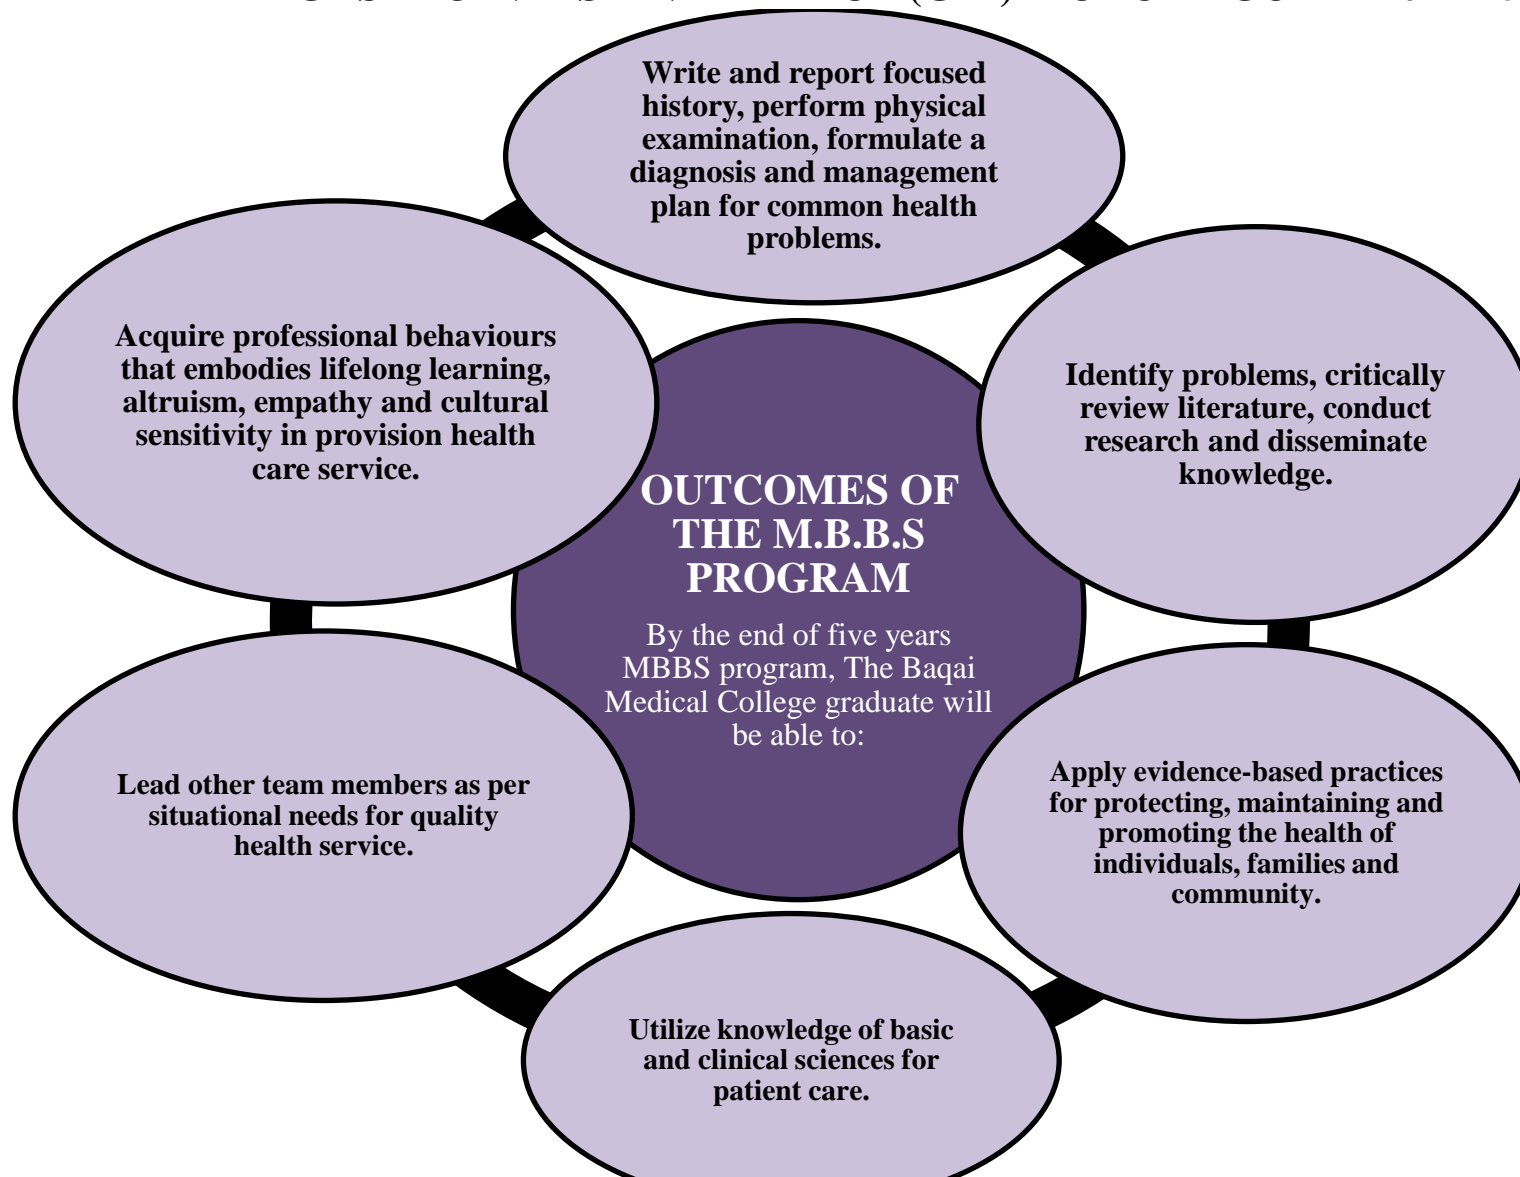 Write and report focused
history, perform physical
examination, formulate a
diagnosis and management
plan for common health
problems.
Identify problems, critically
review literature, conduct
research and disseminate
knowledge.
Apply evidence-based practices
for protecting, maintaining and
promoting the health of
individuals, families and
community.
Utilize knowledge of basic
and clinical sciences for
patient care.
Lead other team members as per
situational needs for quality
health service.
Acquire professional behaviours
that embodies lifelong learning,
altruism, empathy and cultural
sensitivity in provision health
care service.
OUTCOMES OF
THE M.B.B.S
PROGRAM
By the end of five years
MBBS program, The Baqai
Medical College graduate will
be able to: